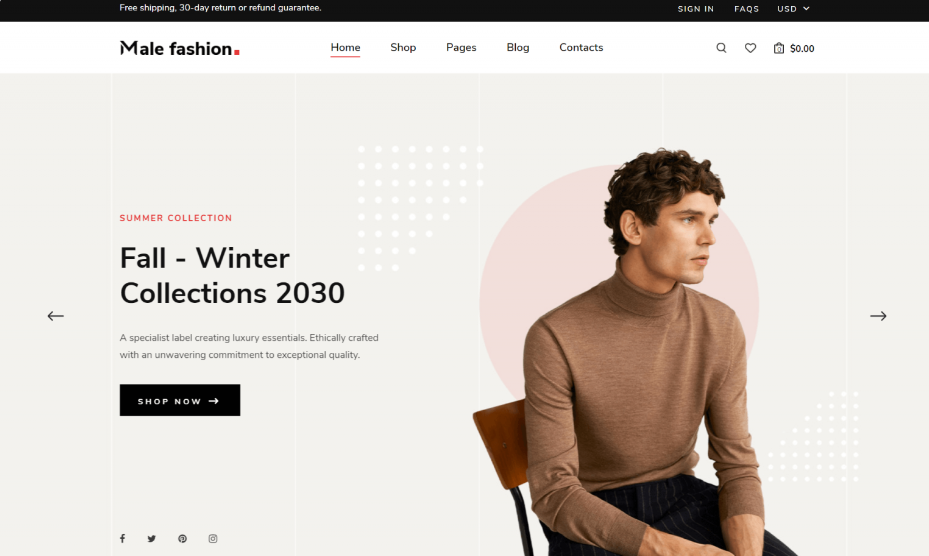 Free shipping, 30-day return or refund guarantee.
SIGN IN FAQS USD
Male fashion.
Home Shop Pages Blog Contacts
0 $0.00
SUMMER COLLECTION
Fall - Winter
Collections 2030
A specialist label creating luxury essentials. Ethically crafted
with an unwavering commitment to exceptional quality.
SHOP NOW